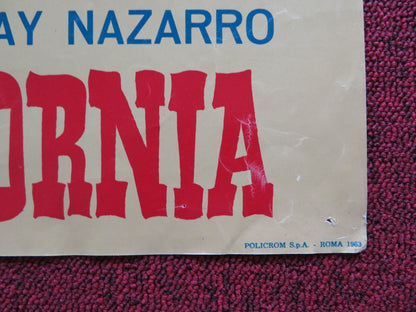 AY NAZARRO
ORNIA
POLICROM S.p.A. - ROMA 1963